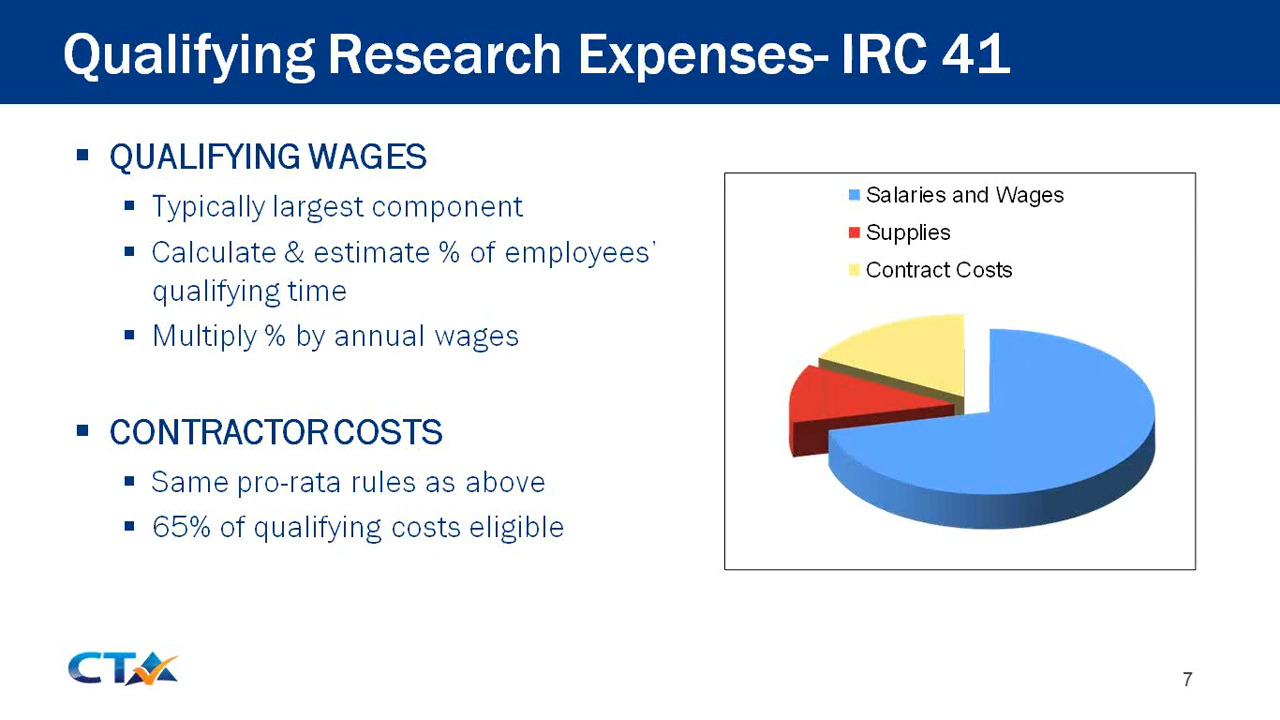 Qualifying Research Expenses- IRC 41
QUALIFYING WAGES
Typically largest component
Calculate & estimate % of employees'
qualifying time
Multiply % by annual wages
CONTRACTOR COSTS
Same pro-rata rules as above
65% of qualifying costs eligible
Salaries and Wages
Supplies
Contract Costs
CTA
7